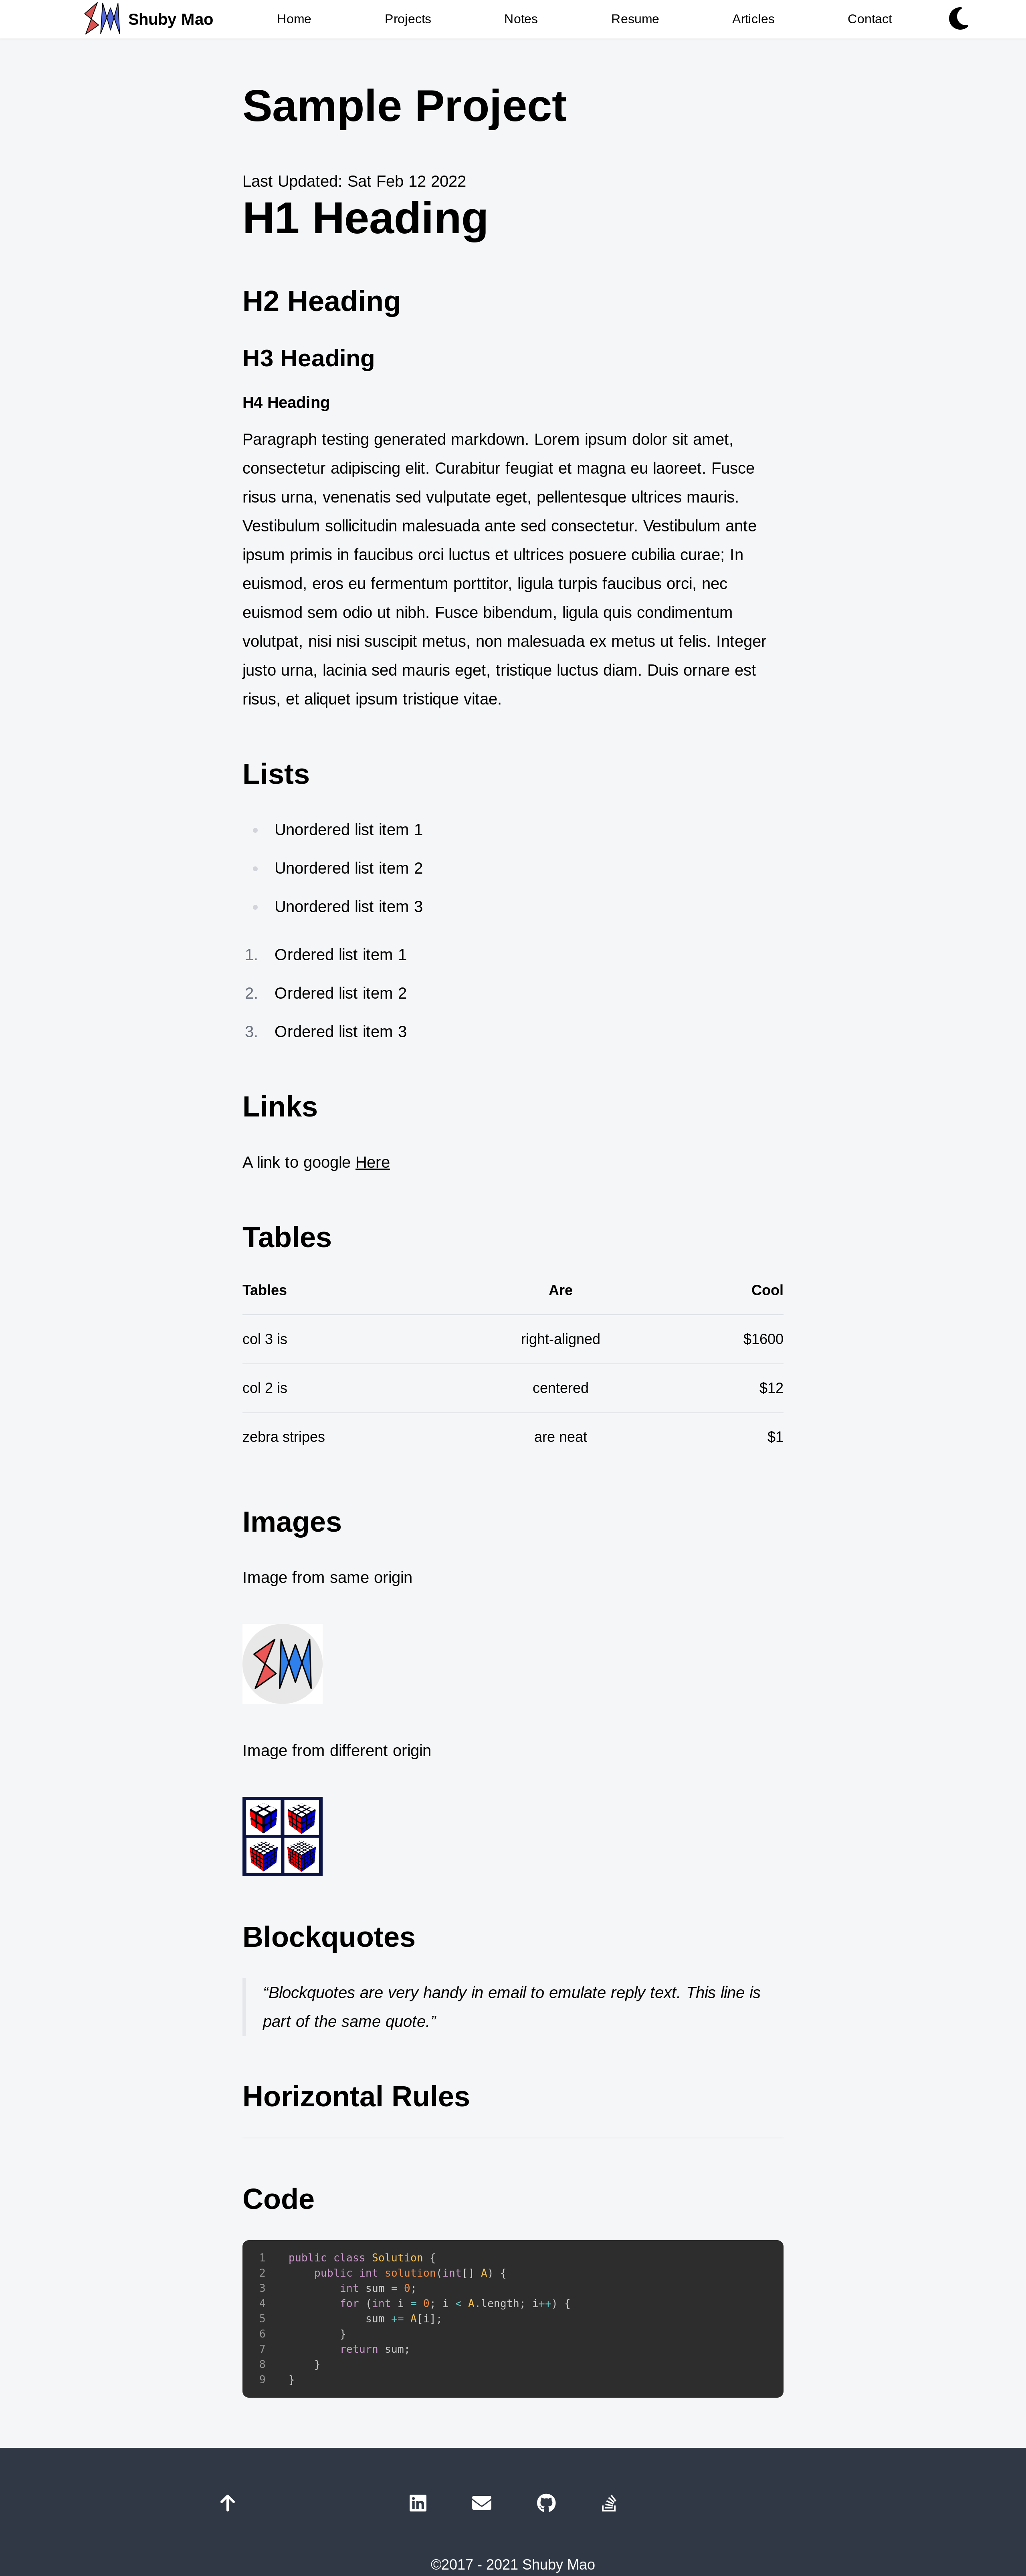 Shuby Mao Home Projects Notes Resume Articles Contact
Sample Project
Last Updated: Sat Feb 12 2022
H1 Heading
H2 Heading
H3 Heading
H4 Heading
Paragraph testing generated markdown. Lorem ipsum dolor sit amet,
consectetur adipiscing elit. Curabitur feugiat et magna eu laoreet. Fusce
risus urna, venenatis sed vulputate eget, pellentesque ultrices mauris.
Vestibulum sollicitudin malesuada ante sed consectetur. Vestibulum ante
ipsum primis in faucibus orci luctus et ultrices posuere cubilia curae; In
euismod, eros eu fermentum porttitor, ligula turpis faucibus orci, nec
euismod sem odio ut nibh. Fusce bibendum, ligula quis condimentum
volutpat, nisi nisi suscipit metus, non malesuada ex metus ut felis. Integer
justo urna, lacinia sed mauris eget, tristique luctus diam. Duis ornare est
risus, et aliquet ipsum tristique vitae.
Lists
• Unordered list item 1
• Unordered list item 2
• Unordered list item 3
1. Ordered list item 1
2. Ordered list item 2
3. Ordered list item 3
Links
A link to google Here
Tables
Tables Are Cool
col 3 is right-aligned $1600
col 2 is centered $12
zebra stripes are neat $1
Images
Image from same origin
SM
Image from different origin
Blockquotes
“Blockquotes are very handy in email to emulate reply text. This line is
part of the same quote.”
Horizontal Rules
Code
1 public class Solution {
2     public int solution(int[] A) {
3         int sum = 0;
4         for (int i = 0; i < A.length; i++) {
5             sum += A[i];
6         }
7         return sum;
8     }
9 }
©2017 - 2021 Shuby Mao